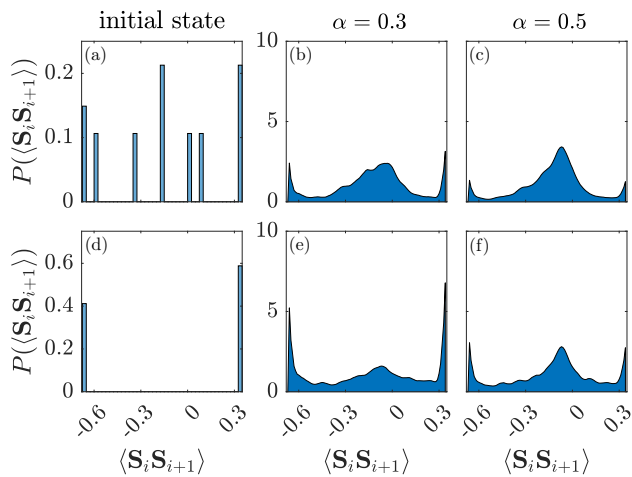 initial state
α = 0.3
α = 0.5
(a)
(b)
(c)
P(⟨S_iS_{i+1}⟩)
0.2
0.1
0
10
5
0
(d)
(e)
(f)
P(⟨S_iS_{i+1}⟩)
0.6
0.4
0.2
0
10
5
0
-0.6 -0.3 0 0.3
-0.6 -0.3 0 0.3
-0.6 -0.3 0 0.3
⟨S_iS_{i+1}⟩
⟨S_iS_{i+1}⟩
⟨S_iS_{i+1}⟩